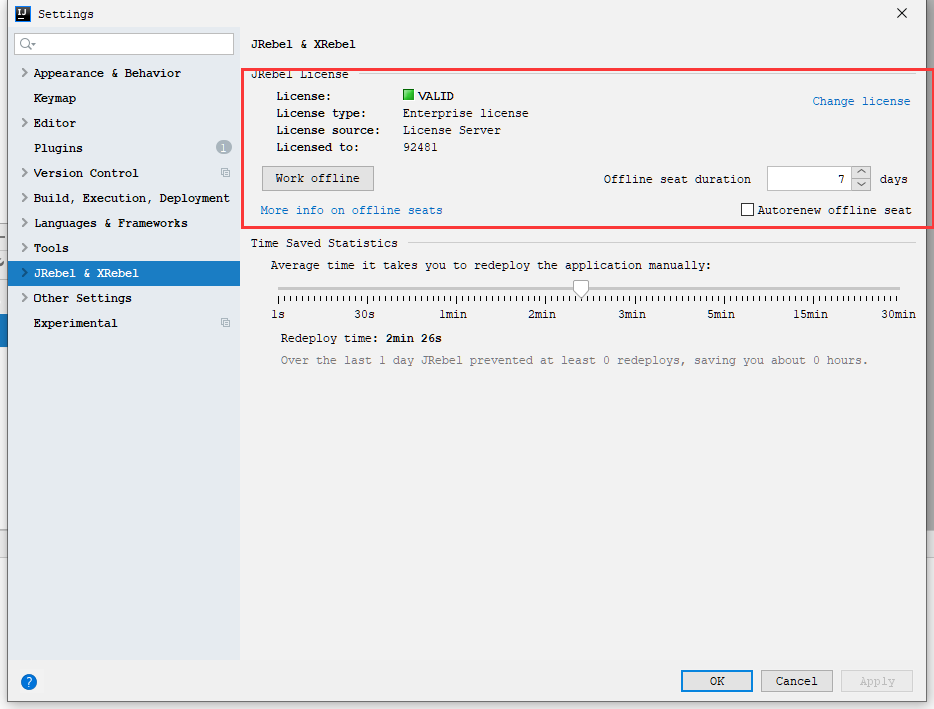 Settings
JRebel & XRebel
Appearance & Behavior
Keymap
Editor
Plugins 1
Version Control
Build, Execution, Deployment
Languages & Frameworks
Tools
JRebel & XRebel
Other Settings
Experimental
JRebel License
License: VALID
Change license
License type: Enterprise license
License source: License Server
Licensed to: 92481
Work offline Offline seat duration 7 days
More info on offline seats Autorenew offline seat
Time Saved Statistics
Average time it takes you to redeploy the application manually:
1s 30s 1min 2min 3min 5min 15min 30min
Redeploy time: 2min 26s
Over the last 1 day JRebel prevented at least 0 redeploys, saving you about 0 hours.
? OK Cancel Apply